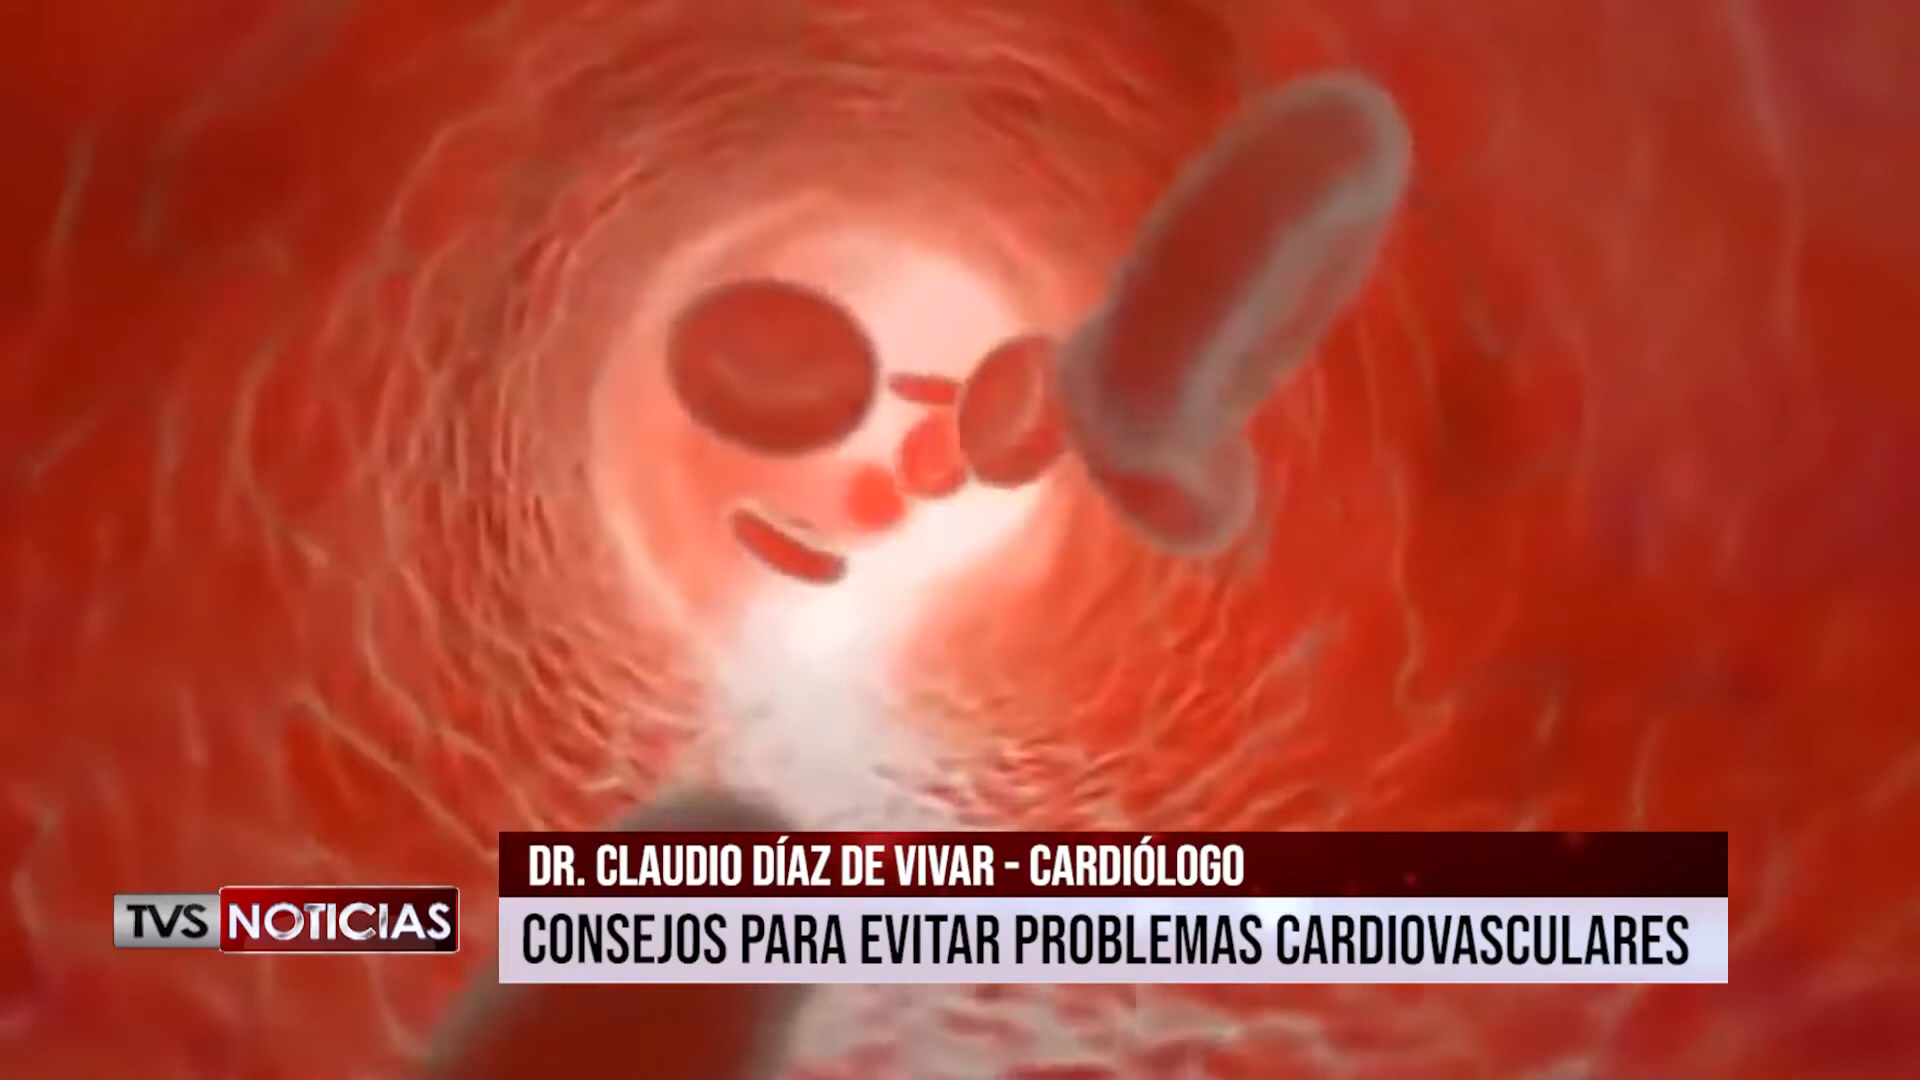 DR. CLAUDIO DÍAZ DE VIVAR - CARDIÓLOGO
TVS NOTICIAS
CONSEJOS PARA EVITAR PROBLEMAS CARDIOVASCULARES